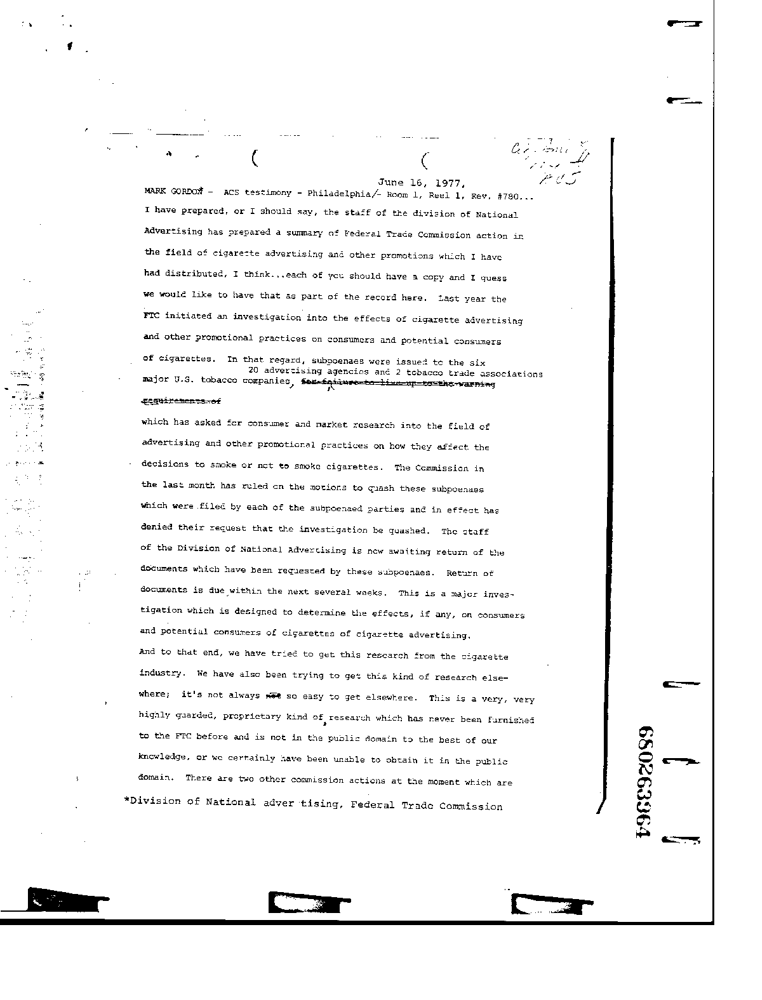 June 16, 1977,
MARK GORDON* - ACS testimony - Philadelphia/- Room 1, Reel 1, Rev. #780...
I have prepared, or I should say, the staff of the division of National
Advertising has prepared a summary of Federal Trade Commission action in
the field of cigarette advertising and other promotions which I have
had distributed, I think...each of you should have a copy and I guess
we would like to have that as part of the record here. Last year the
FTC initiated an investigation into the effects of cigarette advertising
and other promotional practices on consumers and potential consumers
of cigarettes. In that regard, subpoenaes were issued to the six
20 advertising agencies and 2 tobacco trade associations
major U.S. tobacco companies, for failure to line up to the warning
requirements of
which has asked for consumer and market research into the field of
advertising and other promotional practices on how they affect the
decisions to smoke or not to smoke cigarettes. The Commission in
the last month has ruled on the motions to quash these subpoenaes
which were filed by each of the subpoenaed parties and in effect has
denied their request that the investigation be quashed. The staff
of the Division of National Advertising is now awaiting return of the
documents which have been requested by these subpoenaes. Return of
documents is due within the next several weeks. This is a major inves-
tigation which is designed to determine the effects, if any, on consumers
and potential consumers of cigarettes of cigarette advertising.
And to that end, we have tried to get this research from the cigarette
industry. We have also been trying to get this kind of research else-
where; it's not always not so easy to get elsewhere. This is a very, very
highly guarded, proprietary kind of, research which has never been furnished
to the FTC before and is not in the public domain to the best of our
knowledge, or we certainly have been unable to obtain it in the public
domain. There are two other commission actions at the moment which are
*Division of National adver tising, Federal Trade Commission
680263364